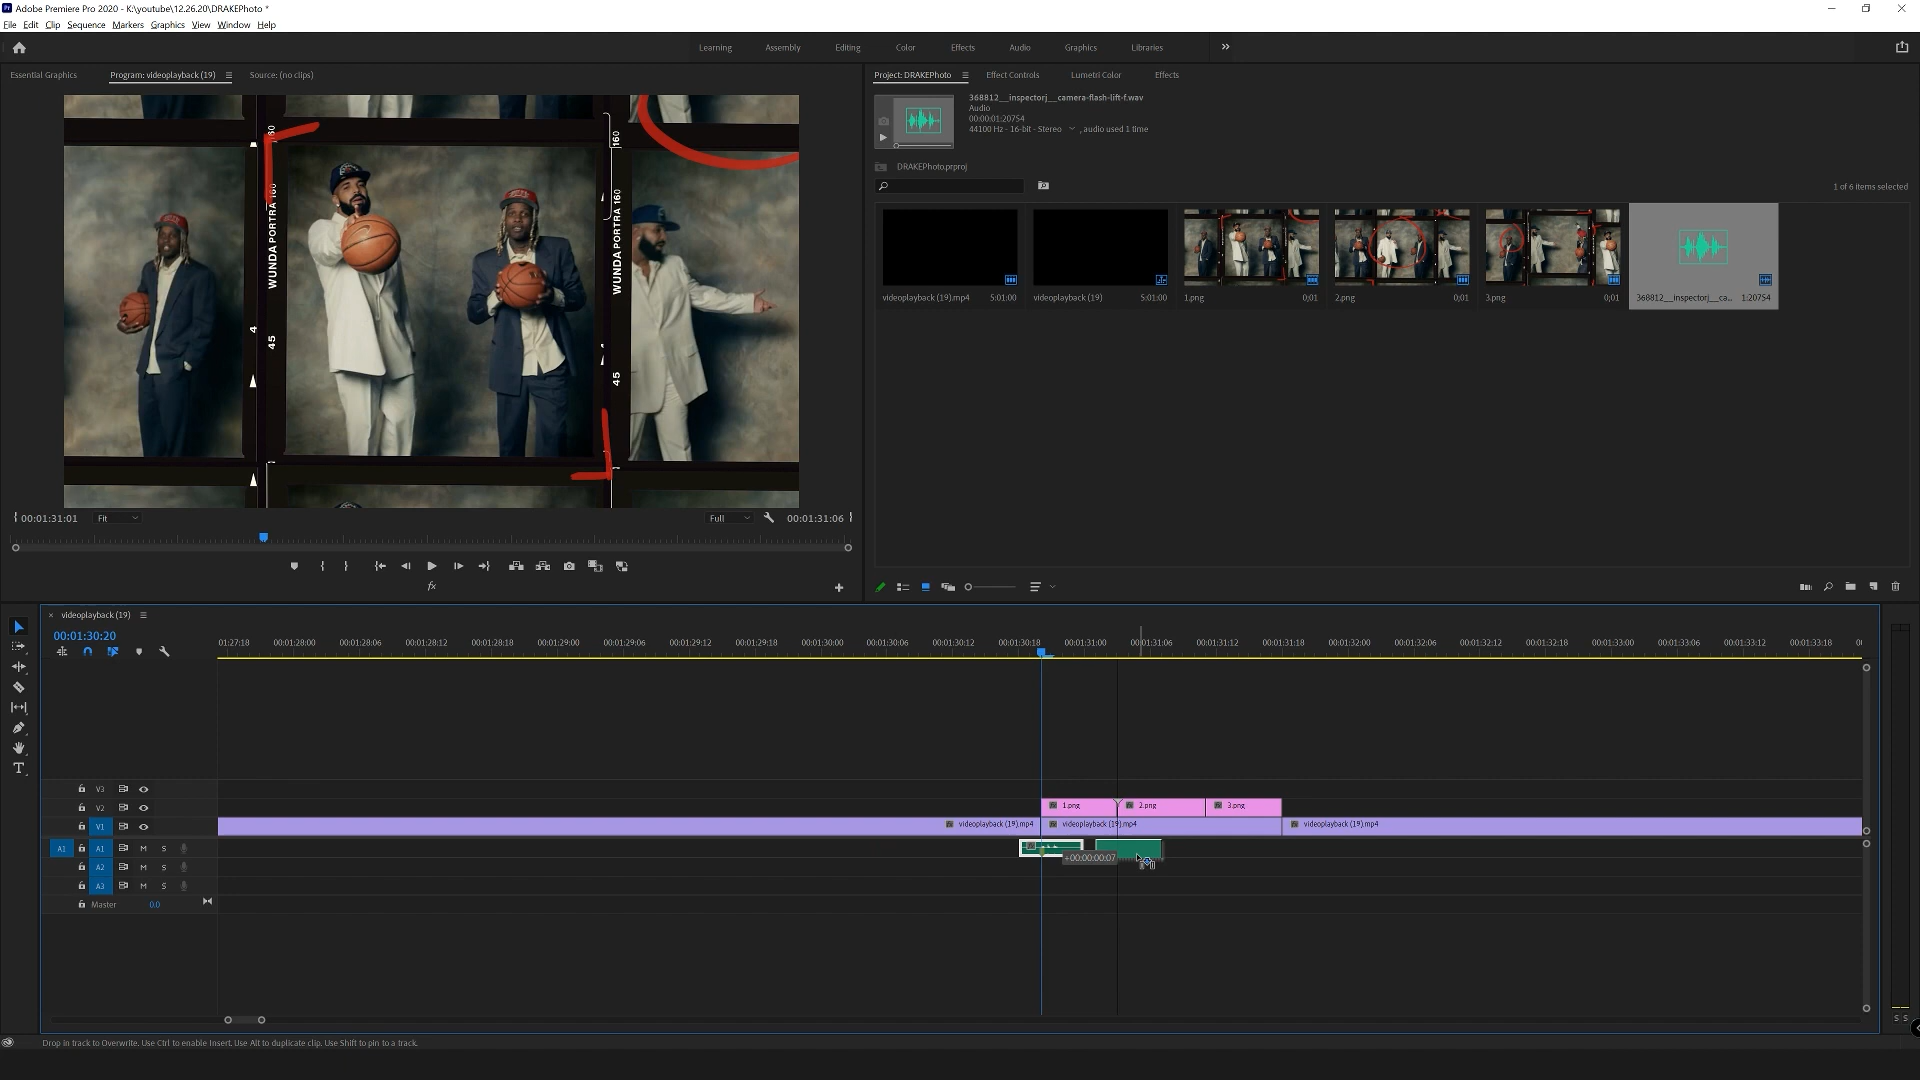 Adobe Premiere Pro 2020 - K:\youtube\12.26.20\DRAKEPhoto *
File Edit Clip Sequence Markers Graphics View Window Help
Learning Assembly Editing Color Effects Audio Graphics Libraries
Essential Graphics Program: videoplayback (19) Source: (no clips)
Project: DRAKEPhoto Effect Controls Lumetri Color Effects
368812__inspectorj__camera-flash-lift-f.wav
Audio
00:00:01:20754
44100 Hz - 16-bit - Stereo , audio used 1 time
DRAKEPhoto.prproj
1 of 6 items selected
videoplayback (19).mp4 5:01:00
videoplayback (19) 5:01:00
1.png 0;01
2.png 0;01
3.png 0;01
368812__inspectorj__ca... 1:20754
WUNDA PORTRA 160
45
4
160
WUNDA PORTRA 160
45
00:01:31:01 Fit Full 00:01:31:06
fx
videoplayback (19)
00:01:30:20
01:27:18 00:01:28:00 00:01:28:06 00:01:28:12 00:01:28:18 00:01:29:00 00:01:29:06 00:01:29:12 00:01:29:18 00:01:30:00 00:01:30:06 00:01:30:12 00:01:30:18 00:01:31:00 00:01:31:06 00:01:31:12 00:01:31:18 00:01:32:00 00:01:32:06 00:01:32:12 00:01:32:18 00:01:33:00 00:01:33:06 00:01:33:12 00:01:33:18
T
V3
V2 1.png 2.png 3.png
V1 videoplayback (19).mp4 videoplayback (19).mp4 videoplayback (19).mp4
A1 A1 M S
+00:00:00:07
A2 M S
A3 M S
Master 0.0
S S
Drop in track to Overwrite. Use Ctrl to enable Insert. Use Alt to duplicate clip. Use Shift to pin to a track.